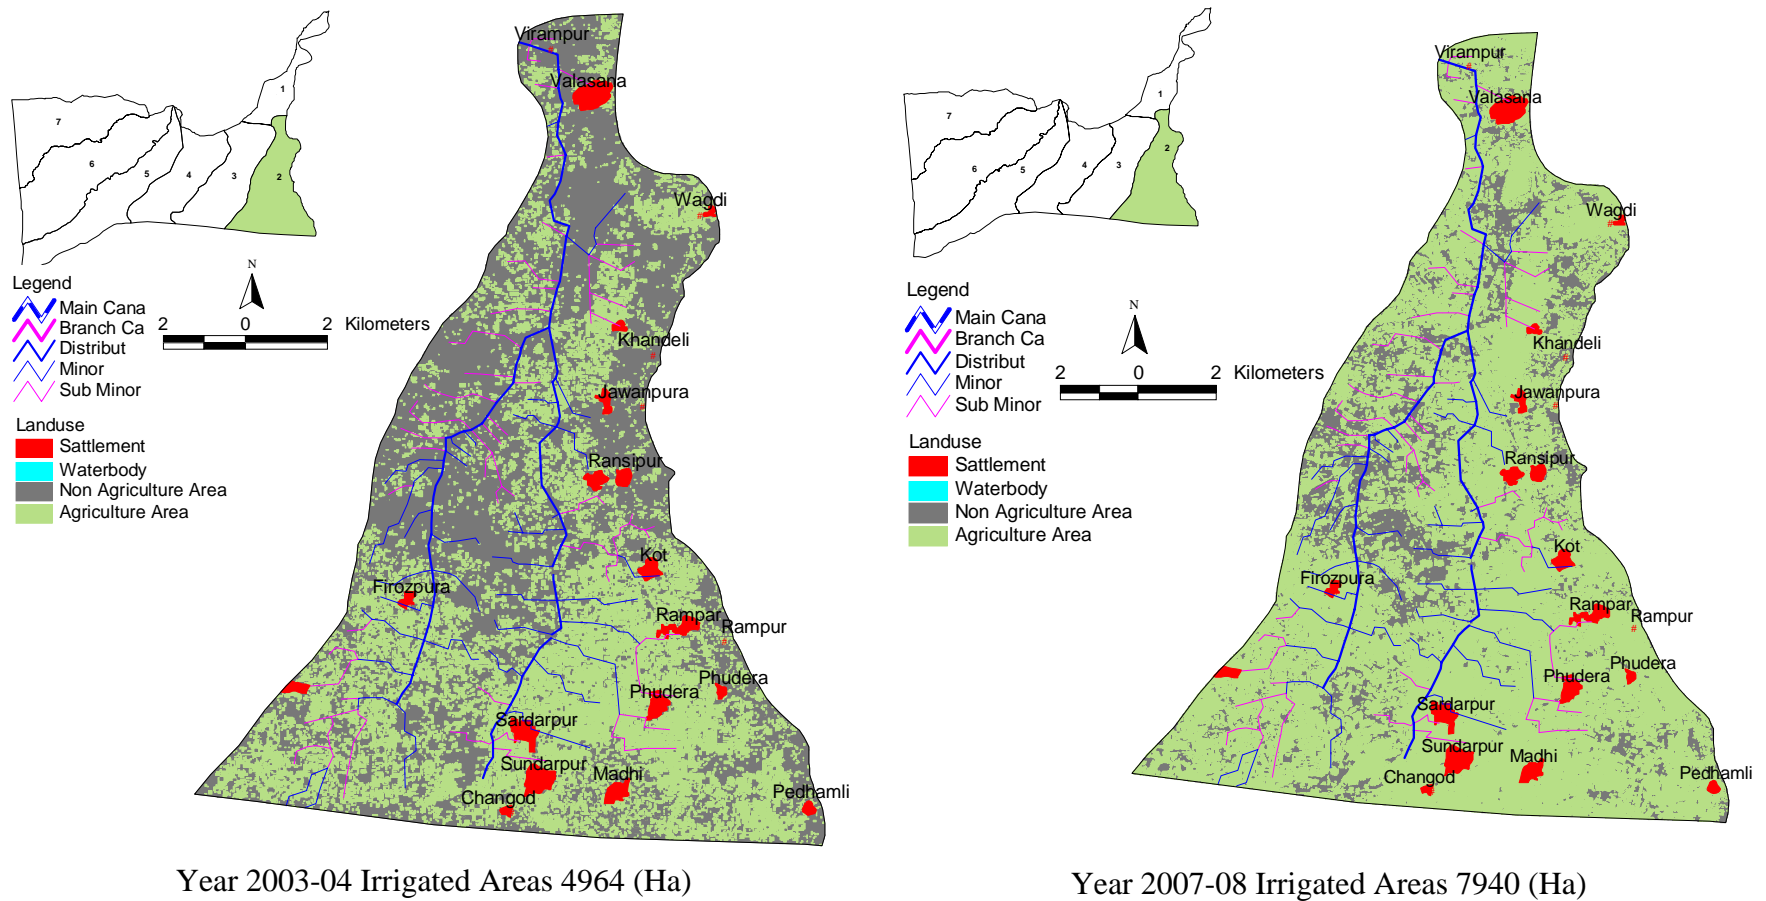 Virampur
Valasana
1
7
6
5
4
3
2
Wagdi
Legend
Main Cana
Branch Ca
Distribut
Minor
Sub Minor
N
2 0 2 Kilometers
Khandeli
Jawanpura
Landuse
Sattlement
Waterbody
Non Agriculture Area
Agriculture Area
Ransipur
Kot
Firozpura
Rampar
Rampur
Phudera
Phudera
Sardarpur
Sundarpur
Madhi
Changod
Pedhamli
Year 2003-04 Irrigated Areas 4964 (Ha)
Virampur
Valasana
1
7
6
5
4
3
2
Wagdi
Legend
Main Cana
Branch Ca
Distribut
Minor
Sub Minor
N
2 0 2 Kilometers
Khandeli
Jawanpura
Landuse
Sattlement
Waterbody
Non Agriculture Area
Agriculture Area
Ransipur
Kot
Firozpura
Rampar
Rampur
Phudera
Phudera
Sardarpur
Sundarpur
Madhi
Changod
Pedhamli
Year 2007-08 Irrigated Areas 7940 (Ha)